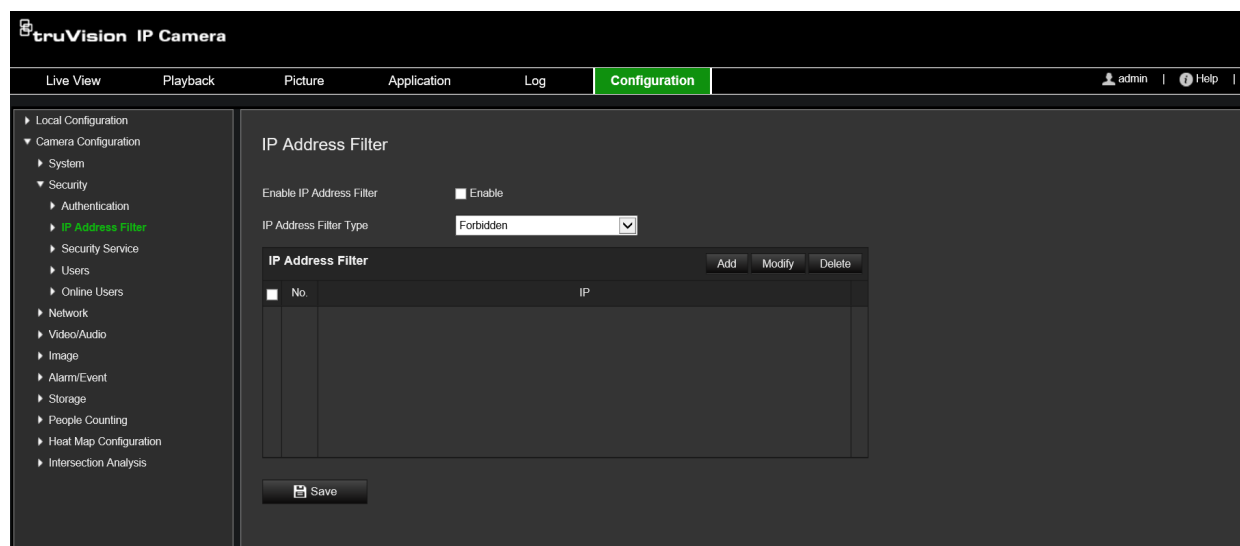 truVision IP Camera
Live View Playback Picture Application Log Configuration admin | Help |
Local Configuration
Camera Configuration
System
Security
Authentication
IP Address Filter
Security Service
Users
Online Users
Network
Video/Audio
Image
Alarm/Event
Storage
People Counting
Heat Map Configuration
Intersection Analysis
IP Address Filter
Enable IP Address Filter Enable
IP Address Filter Type Forbidden
IP Address Filter Add Modify Delete
No. IP
Save